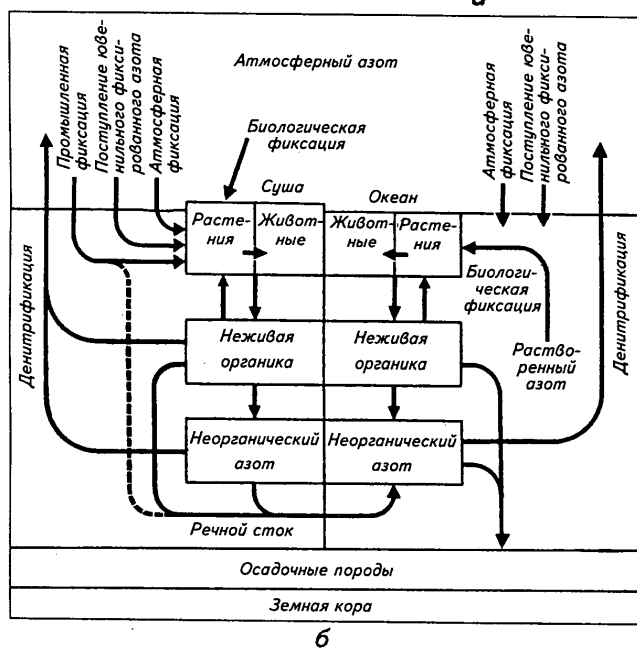 Атмосферный азот
Промышленная
фиксация
Поступление юве-
нильного фикси-
рованного азота
Атмосферная
фиксация
Биологическая
фиксация
Атмосферная
фиксация
Поступление юве-
нильного фикси-
рованного азота
Суша
Океан
Расте-
ния
Живот-
ные
Живот-
ные
Расте-
ния
Биологи-
ческая
фиксация
Денитрификация
Неживая
органика
Неживая
органика
Раство-
ренный
азот
Денитрификация
Неорганический
азот
Неорганический
азот
Речной сток
Осадочные породы
Земная кора
б